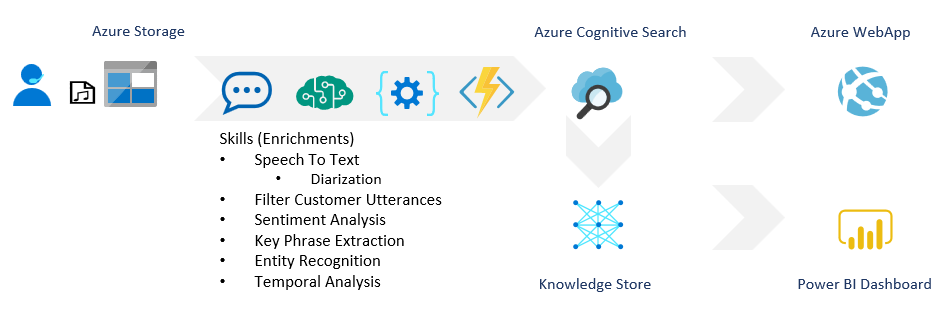 Azure Storage
Azure Cognitive Search
Azure WebApp
Skills (Enrichments)
• Speech To Text
• Diarization
• Filter Customer Utterances
• Sentiment Analysis
• Key Phrase Extraction
• Entity Recognition
• Temporal Analysis
Knowledge Store
Power BI Dashboard